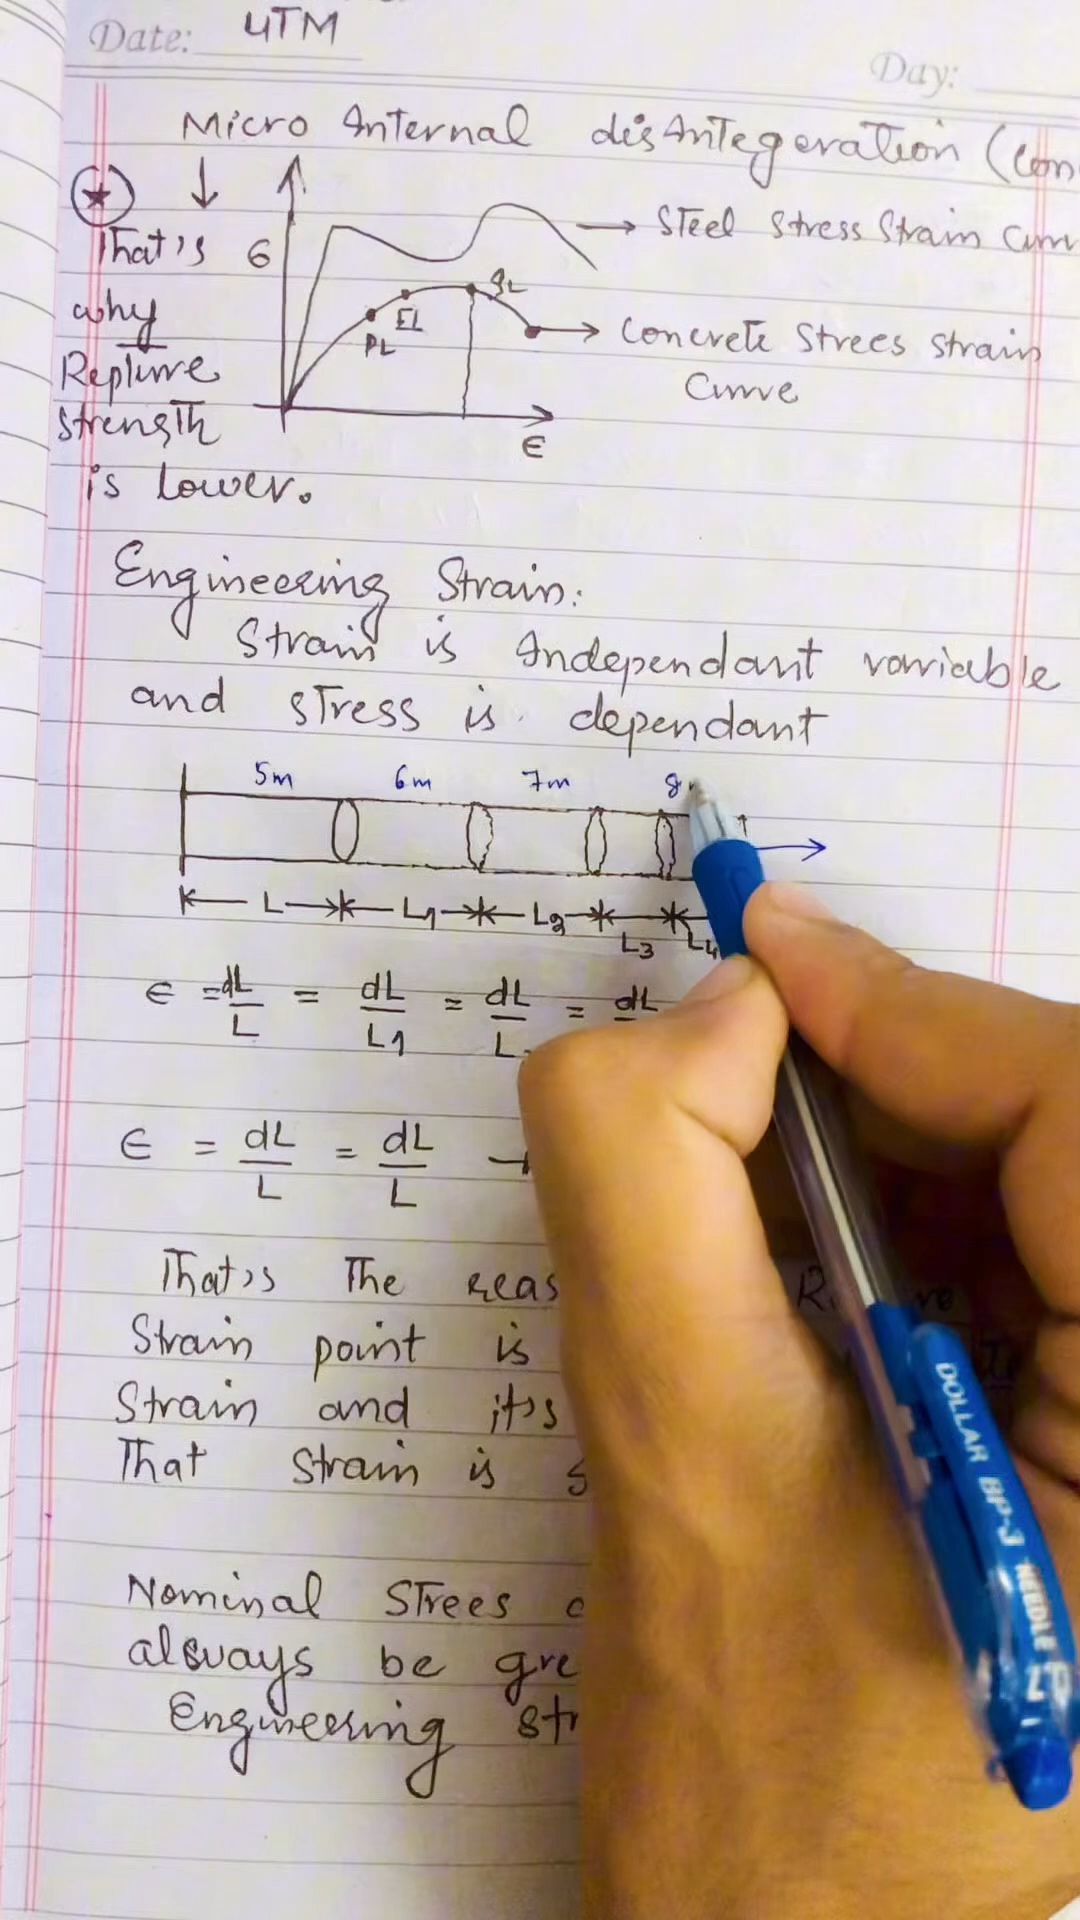 Date: UTM
Day:
Micro Internal disIntegeration (Con
That's
why
Repture
strength
is lower.
6
PL
EL
ϵ
Steel Stress Strain Curv
Concrete Strees Strain
Curve
Engineering Strain:
Strain is Independant variable
and stress is dependant
5m 6m 7m 8
L L1 L2 L3 L4
ϵ = dL/L = dL/L1 = dL/L = dL
ϵ = dL/L = dL/L
That's The reas
Strain point is
Strain and it's
That strain is s
Nominal Strees
always be gre
Engineering str
DOLLAR BP-3 NEEDLE